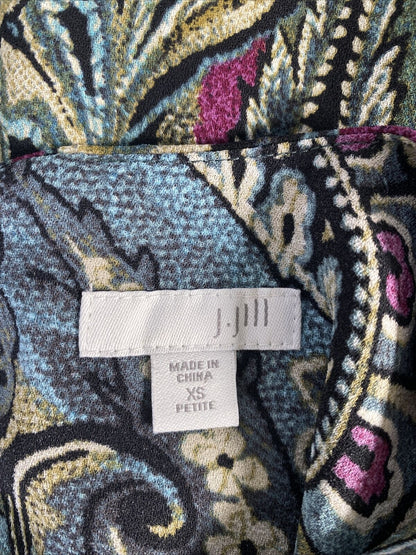 J.Jill
MADE IN
CHINA
XS
PETITE